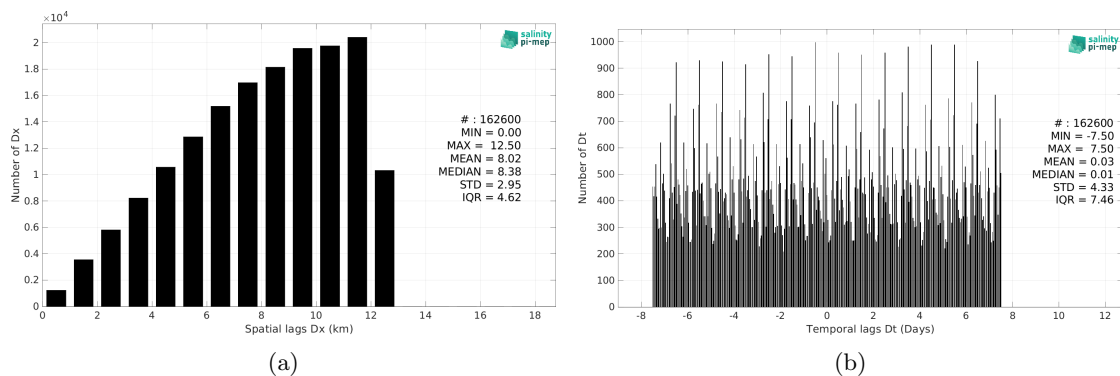 ×10⁴
2
1.8
1.6
1.4
1.2
1
0.8
0.6
0.4
0.2
0
Number of Dx
0 2 4 6 8 10 12 14 16 18
Spatial lags Dx (km)
salinity
pi-mep
# : 162600
MIN = 0.00
MAX = 12.50
MEAN = 8.02
MEDIAN = 8.38
STD = 2.95
IQR = 4.62
(a)
1000
900
800
700
600
500
400
300
200
100
0
Number of Dt
-8 -6 -4 -2 0 2 4 6 8 10 12
Temporal lags Dt (Days)
salinity
pi-mep
# : 162600
MIN = -7.50
MAX = 7.50
MEAN = 0.03
MEDIAN = 0.01
STD = 4.33
IQR = 7.46
(b)